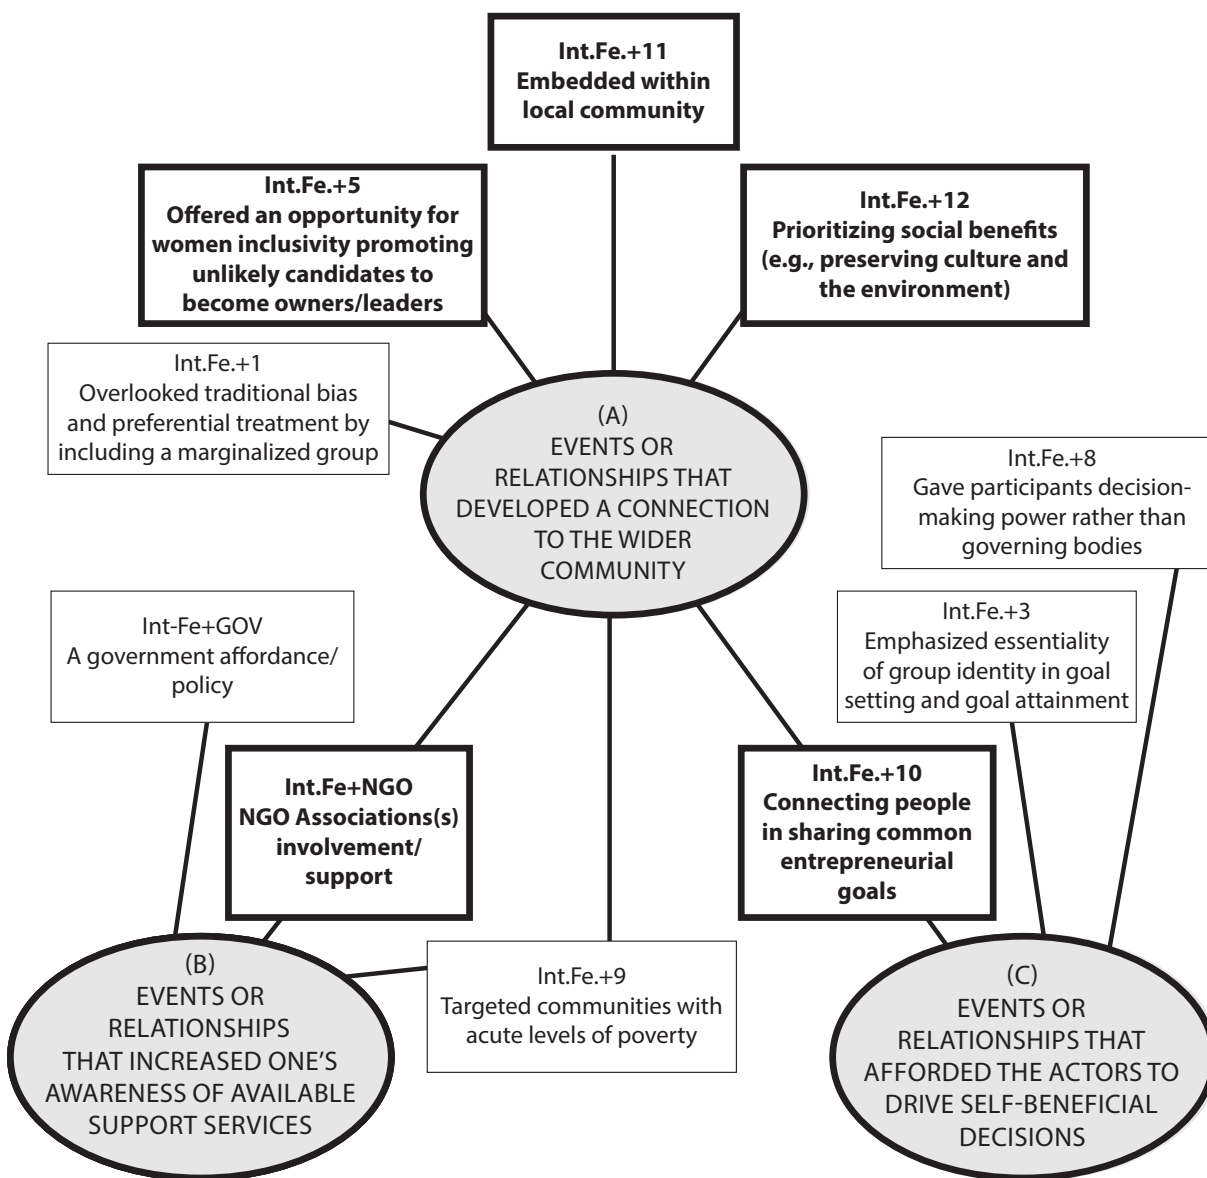 Int.Fe.+11
Embedded within
local community
Int.Fe.+5
Offered an opportunity for
women inclusivity promoting
unlikely candidates to
become owners/leaders
Int.Fe.+12
Prioritizing social benefits
(e.g., preserving culture and
the environment)
Int.Fe.+1
Overlooked traditional bias
and preferential treatment by
including a marginalized group
(A)
EVENTS OR
RELATIONSHIPS THAT
DEVELOPED A CONNECTION
TO THE WIDER
COMMUNITY
Int.Fe.+8
Gave participants decision-
making power rather than
governing bodies
Int-Fe+GOV
A government affordance/
policy
Int.Fe.+3
Emphasized essentiality
of group identity in goal
setting and goal attainment
Int.Fe+NGO
NGO Associations(s)
involvement/
support
Int.Fe.+10
Connecting people
in sharing common
entrepreneurial
goals
(B)
EVENTS OR
RELATIONSHIPS
THAT INCREASED ONE'S
AWARENESS OF AVAILABLE
SUPPORT SERVICES
Int.Fe.+9
Targeted communities with
acute levels of poverty
(C)
EVENTS OR
RELATIONSHIPS THAT
AFFORDED THE ACTORS TO
DRIVE SELF-BENEFICIAL
DECISIONS